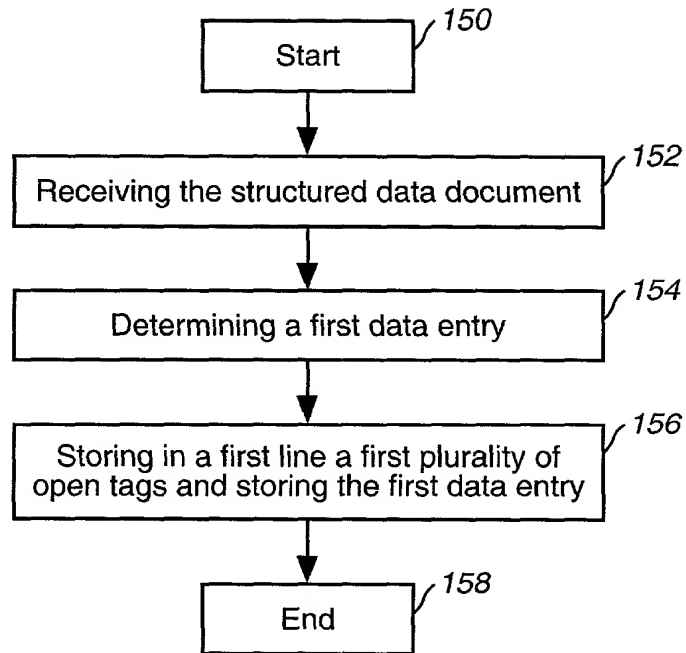 150
Start
152
Receiving the structured data document
154
Determining a first data entry
156
Storing in a first line a first plurality of
open tags and storing the first data entry
158
End